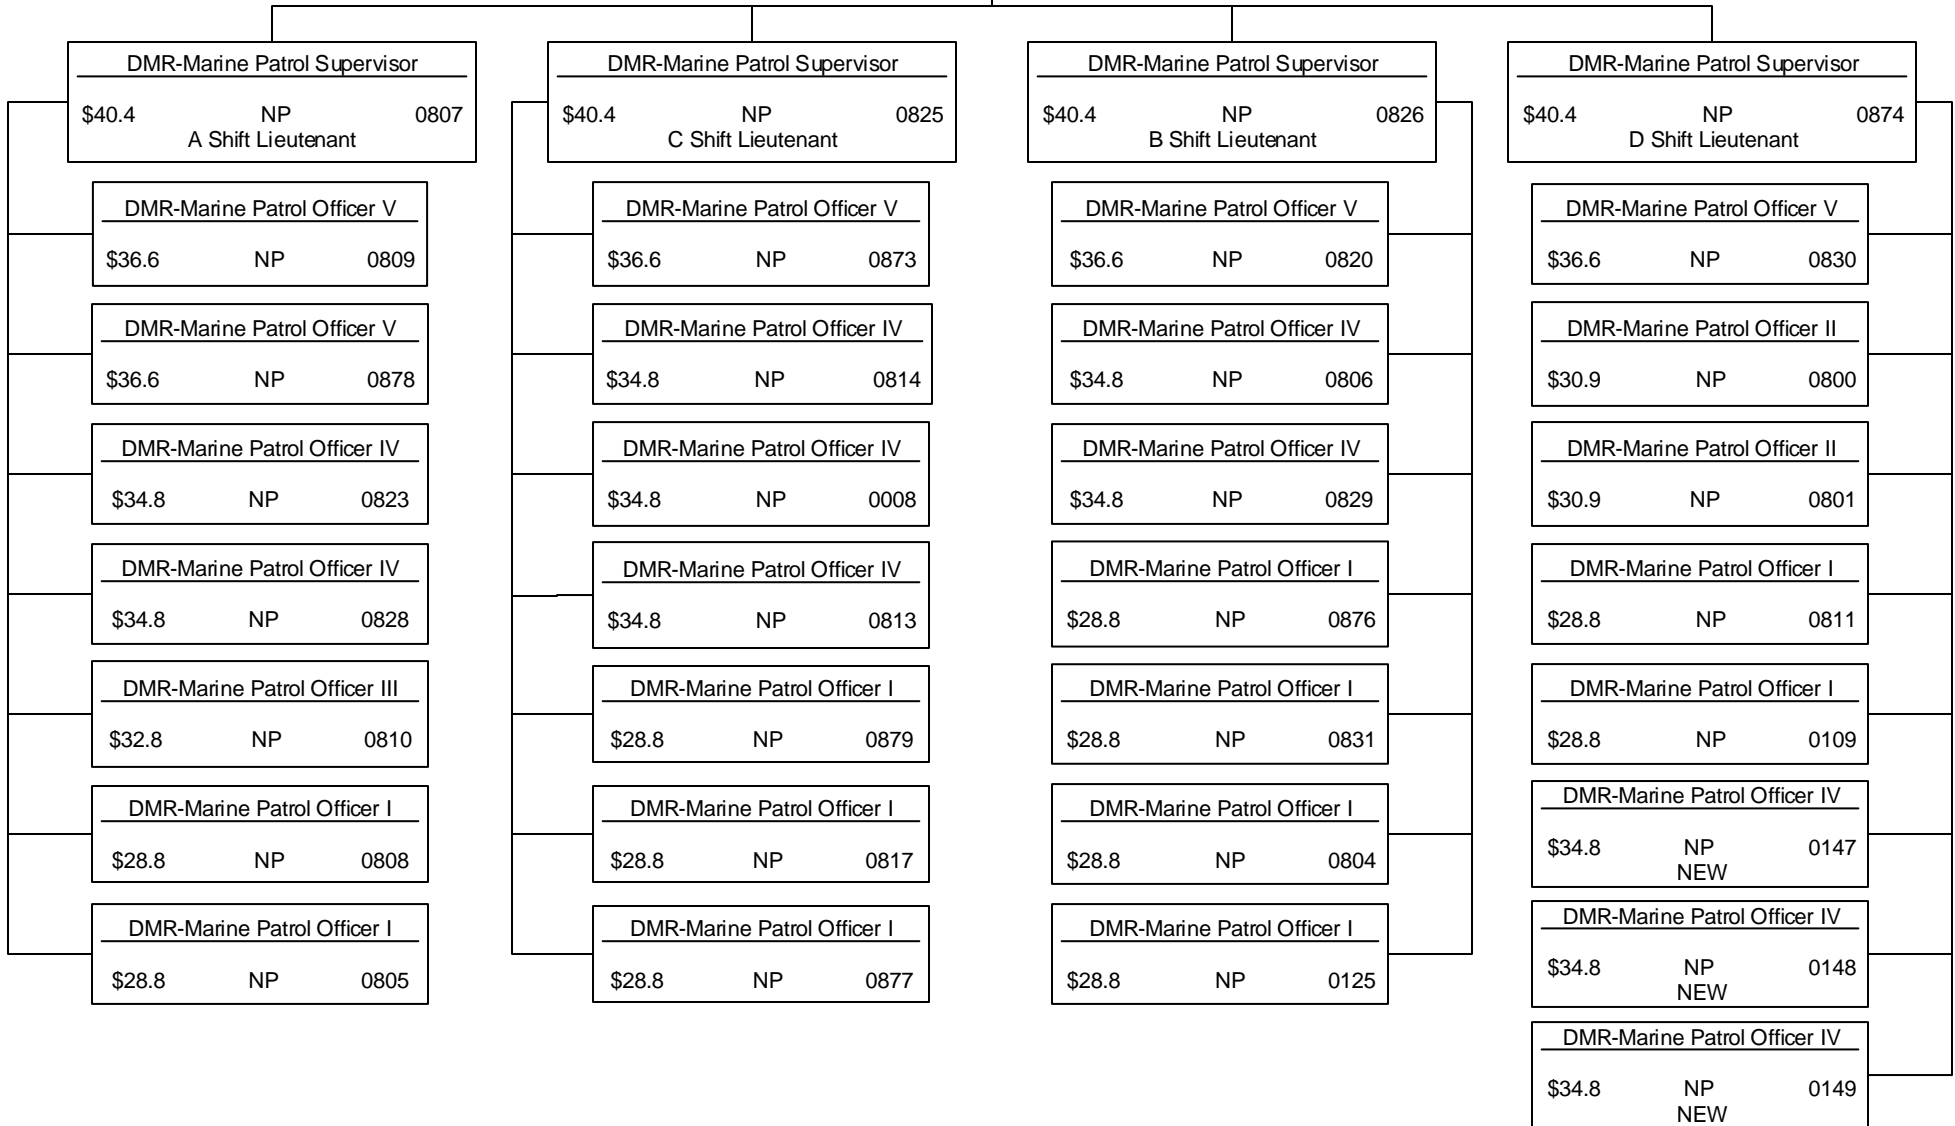 DMR-Marine Patrol Supervisor
$40.4 NP 0807
A Shift Lieutenant
DMR-Marine Patrol Officer V
$36.6 NP 0809
DMR-Marine Patrol Officer V
$36.6 NP 0878
DMR-Marine Patrol Officer IV
$34.8 NP 0823
DMR-Marine Patrol Officer IV
$34.8 NP 0828
DMR-Marine Patrol Officer III
$32.8 NP 0810
DMR-Marine Patrol Officer I
$28.8 NP 0808
DMR-Marine Patrol Officer I
$28.8 NP 0805
DMR-Marine Patrol Supervisor
$40.4 NP 0825
C Shift Lieutenant
DMR-Marine Patrol Officer V
$36.6 NP 0873
DMR-Marine Patrol Officer IV
$34.8 NP 0814
DMR-Marine Patrol Officer IV
$34.8 NP 0008
DMR-Marine Patrol Officer IV
$34.8 NP 0813
DMR-Marine Patrol Officer I
$28.8 NP 0879
DMR-Marine Patrol Officer I
$28.8 NP 0817
DMR-Marine Patrol Officer I
$28.8 NP 0877
DMR-Marine Patrol Supervisor
$40.4 NP 0826
B Shift Lieutenant
DMR-Marine Patrol Officer V
$36.6 NP 0820
DMR-Marine Patrol Officer IV
$34.8 NP 0806
DMR-Marine Patrol Officer IV
$34.8 NP 0829
DMR-Marine Patrol Officer I
$28.8 NP 0876
DMR-Marine Patrol Officer I
$28.8 NP 0831
DMR-Marine Patrol Officer I
$28.8 NP 0804
DMR-Marine Patrol Officer I
$28.8 NP 0125
DMR-Marine Patrol Supervisor
$40.4 NP 0874
D Shift Lieutenant
DMR-Marine Patrol Officer V
$36.6 NP 0830
DMR-Marine Patrol Officer II
$30.9 NP 0800
DMR-Marine Patrol Officer II
$30.9 NP 0801
DMR-Marine Patrol Officer I
$28.8 NP 0811
DMR-Marine Patrol Officer I
$28.8 NP 0109
DMR-Marine Patrol Officer IV
$34.8 NP 0147
NEW
DMR-Marine Patrol Officer IV
$34.8 NP 0148
NEW
DMR-Marine Patrol Officer IV
$34.8 NP 0149
NEW